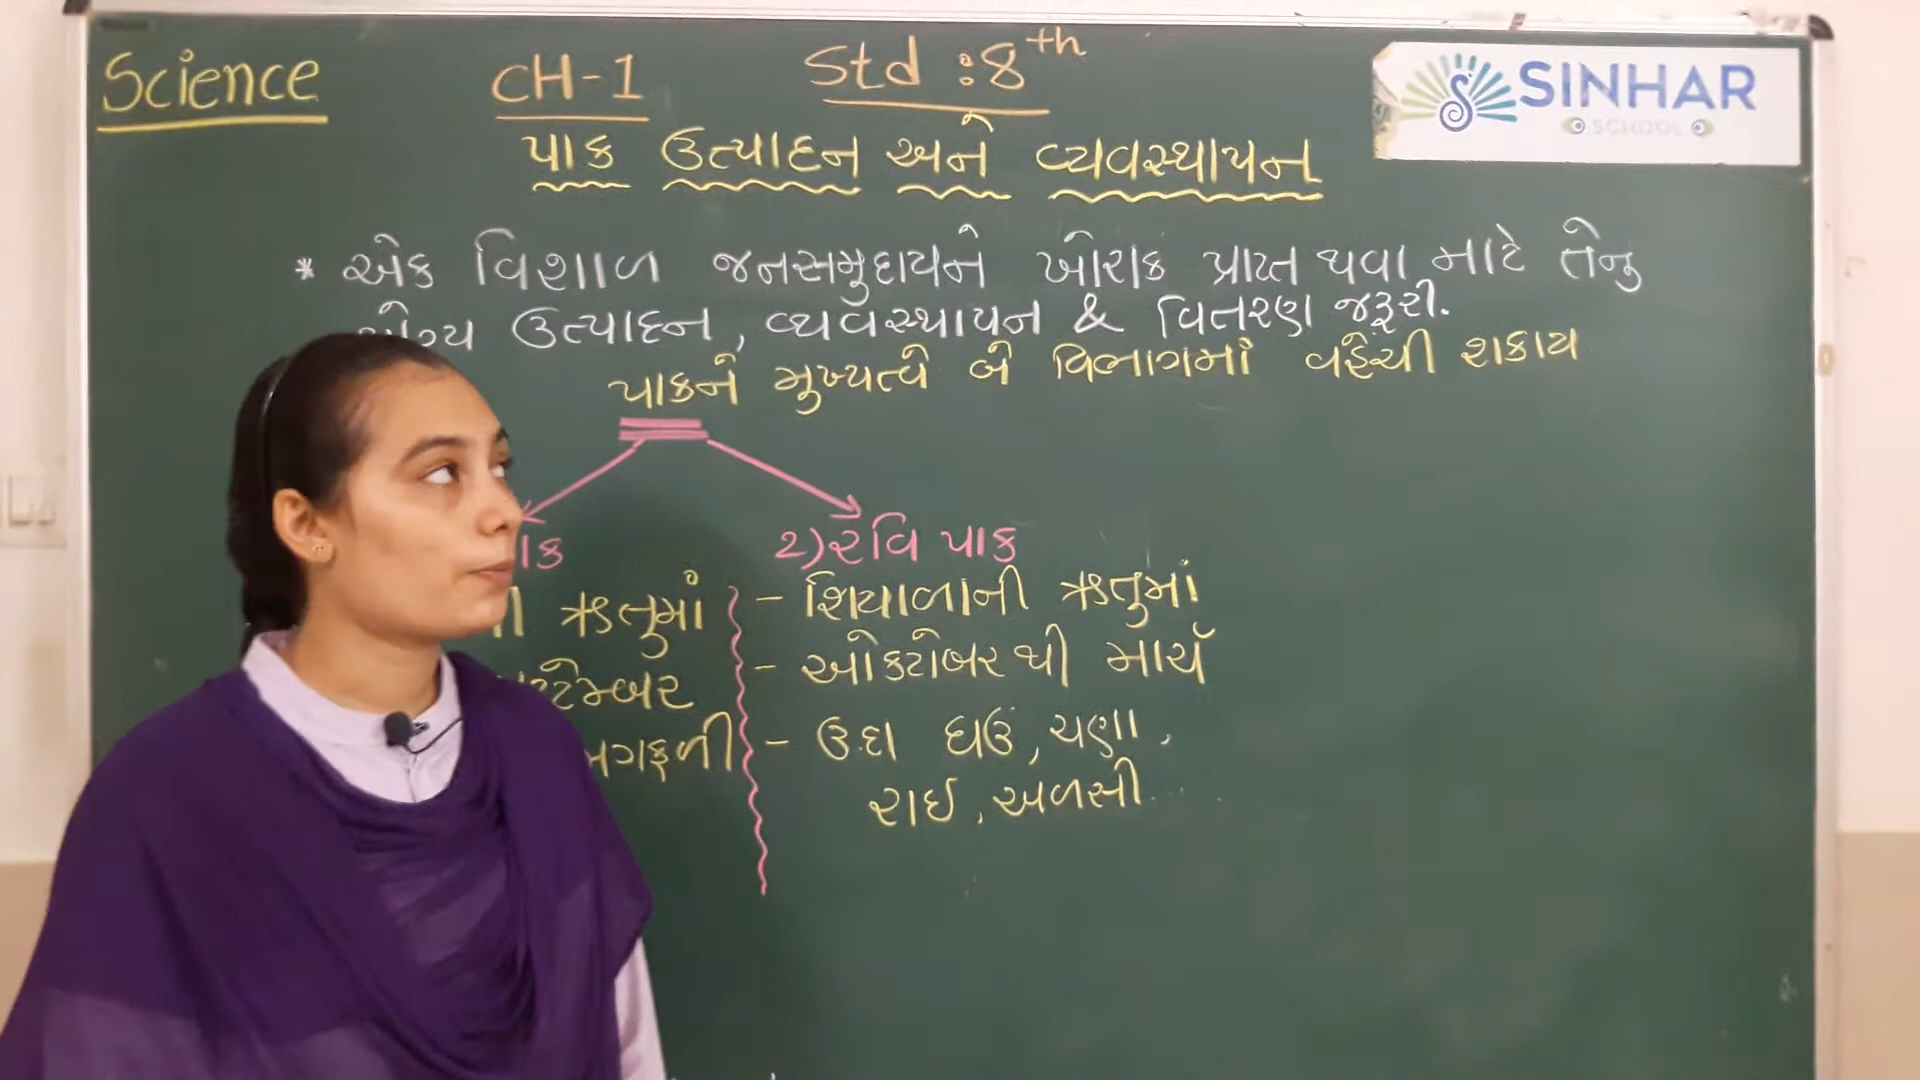 Science CH-1 Std :8th
SINHAR
SCHOOL
પાક ઉત્પાદન અને વ્યવસ્થાપન
* એક વિશાળ જનસમુદાયને ખોરાક પ્રાપ્ત થવા માટે તેનુ
ઉત્પાદન, વ્યવસ્થાપન & વિતરણ જરૂરી.
પાકને મુખ્યત્વે બે વિભાગમાં વહેંચી શકાય
2) રવિ પાક
ઋતુમાં
- શિયાળાની ઋતુમાં
- ઓક્ટોબર થી માર્ચ
- ઉ.દા ઘઉં, ચણા,
રાઈ, અળસી